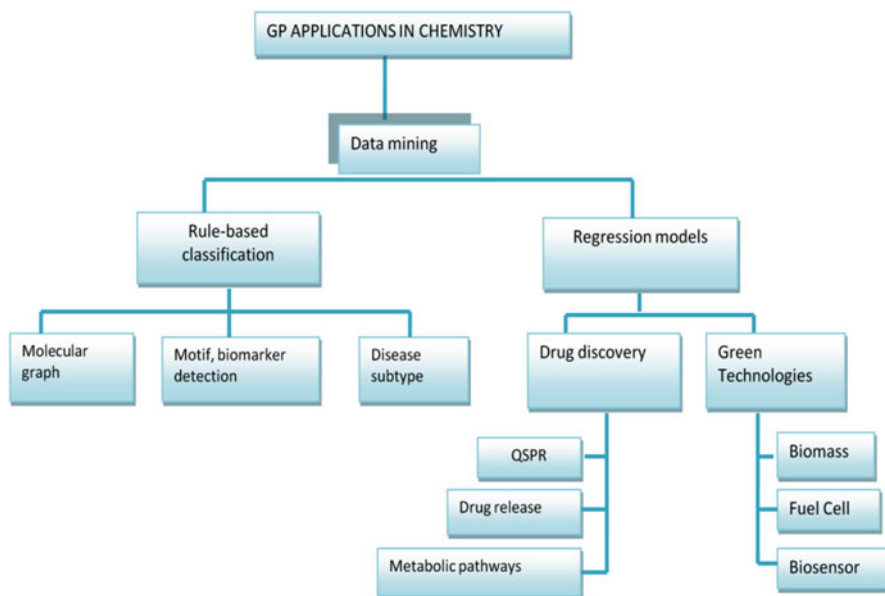 GP APPLICATIONS IN CHEMISTRY
Data mining
Rule-based
classification
Regression models
Molecular
graph
Motif, biomarker
detection
Disease
subtype
Drug discovery
Green
Technologies
QSPR
Drug release
Metabolic pathways
Biomass
Fuel Cell
Biosensor